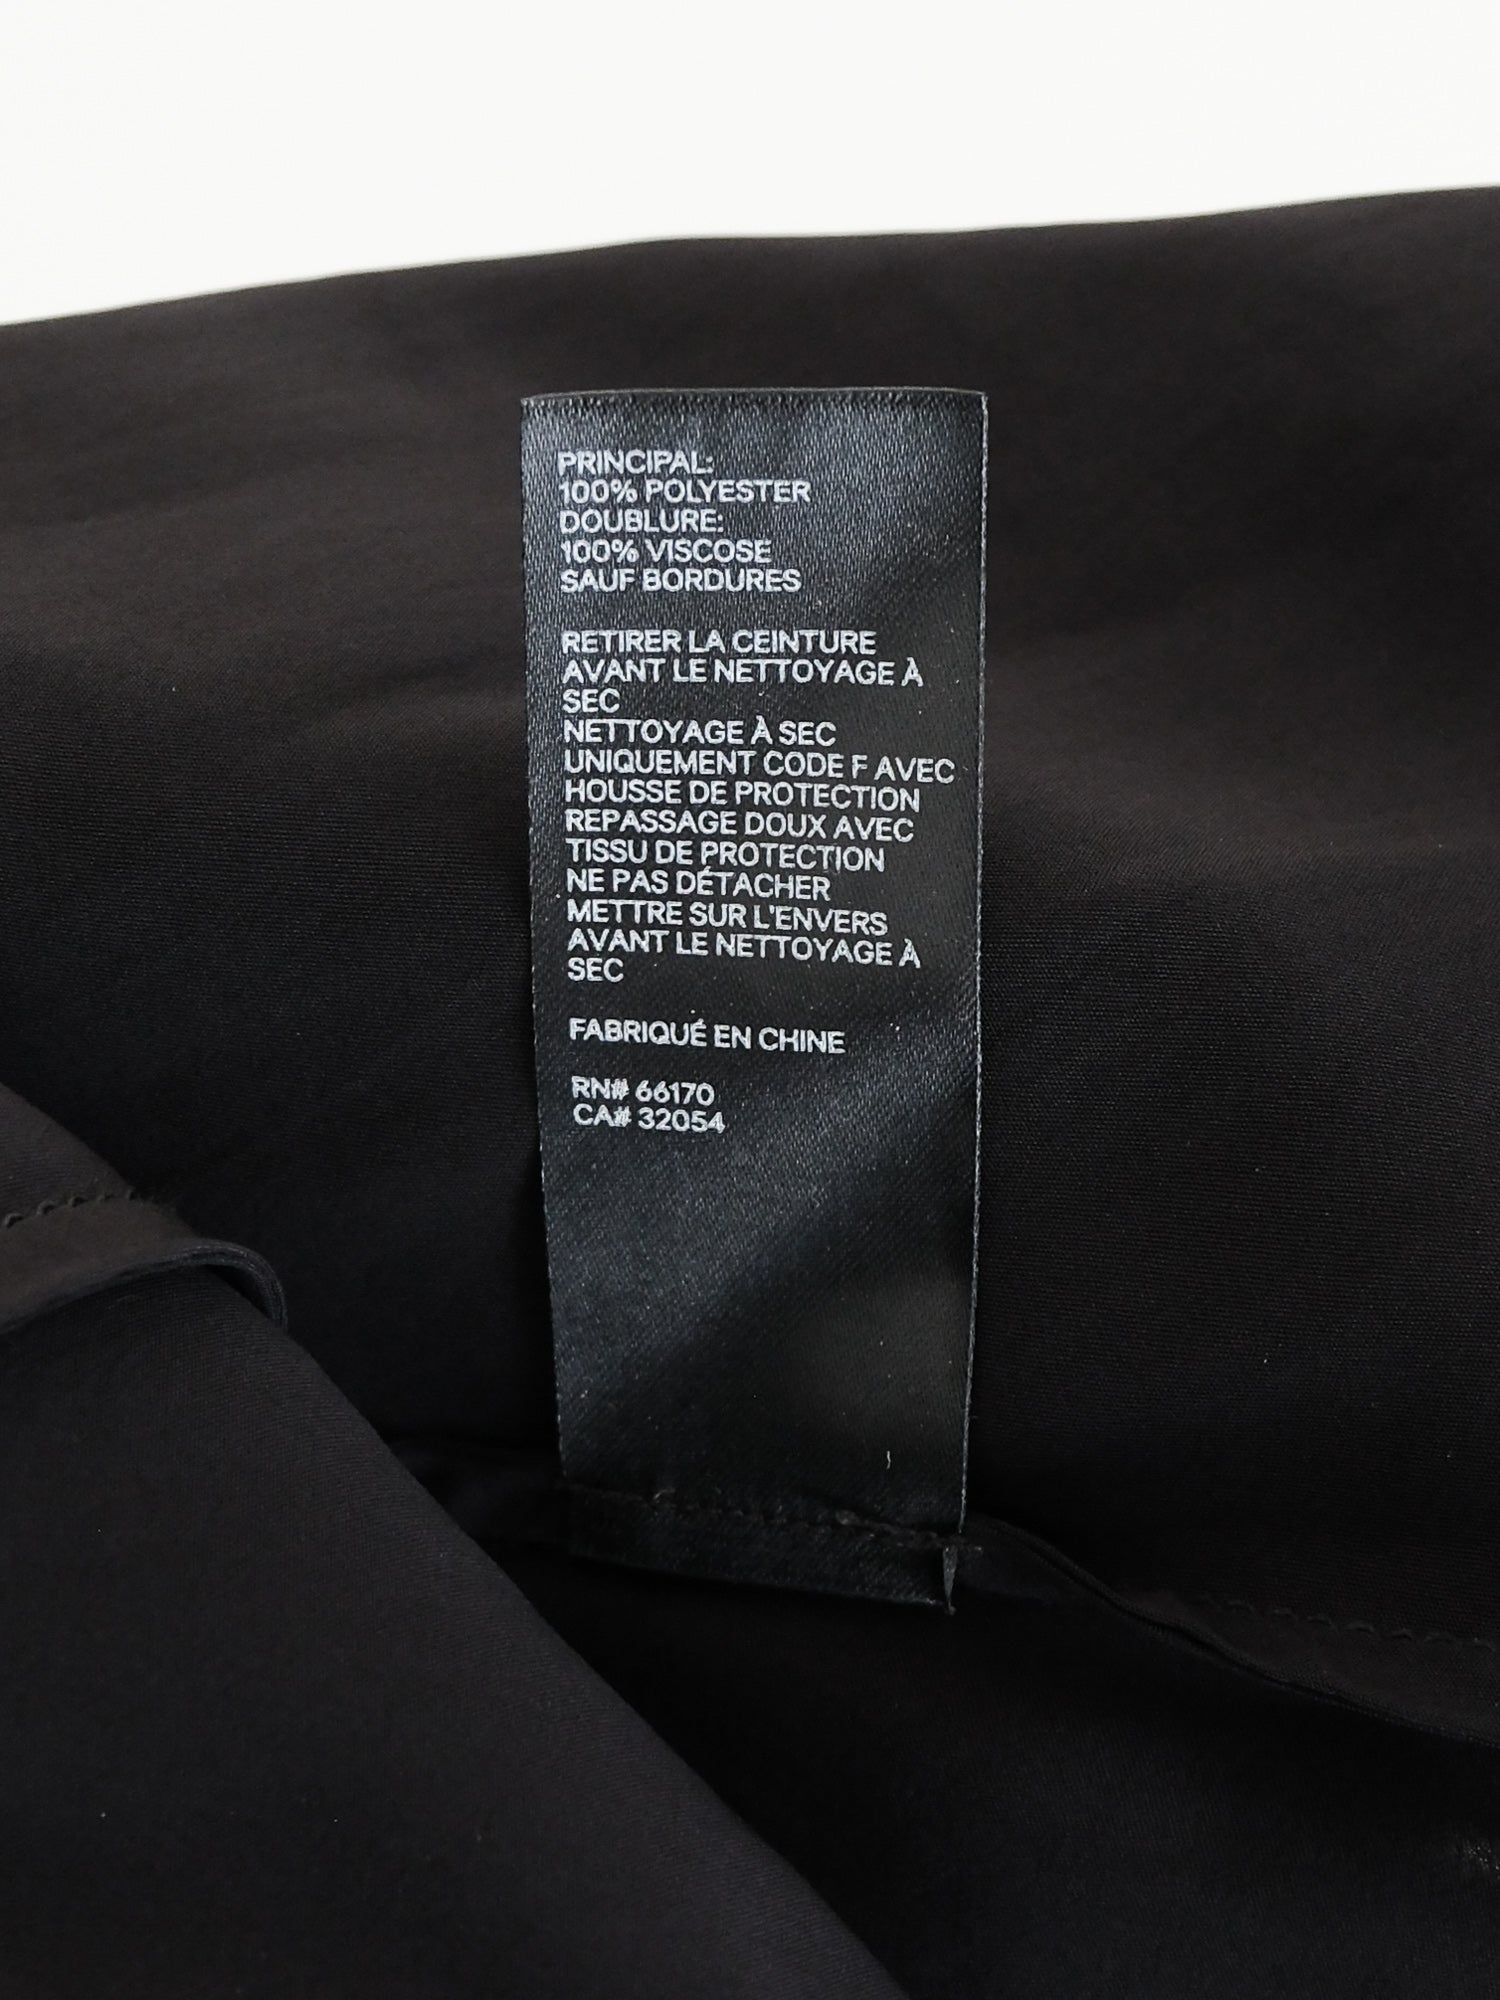 PRINCIPAL:
100% POLYESTER
DOUBLURE:
100% VISCOSE
SAUF BORDURES
RETIRER LA CEINTURE
AVANT LE NETTOYAGE À
SEC
NETTOYAGE À SEC
UNIQUEMENT CODE F AVEC
HOUSSE DE PROTECTION
REPASSAGE DOUX AVEC
TISSU DE PROTECTION
NE PAS DÉTACHER
METTRE SUR L'ENVERS
AVANT LE NETTOYAGE À
SEC
FABRIQUÉ EN CHINE
RN# 66170
CA# 32054